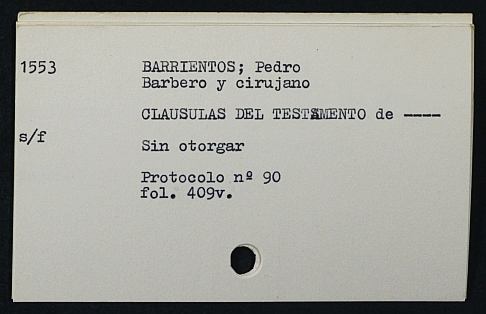 1553 BARRIENTOS; Pedro
Barbero y cirujano
CLAUSULAS DEL TESTAMENTO de ----
s/f
Sin otorgar
Protocolo nº 90
fol. 409v.